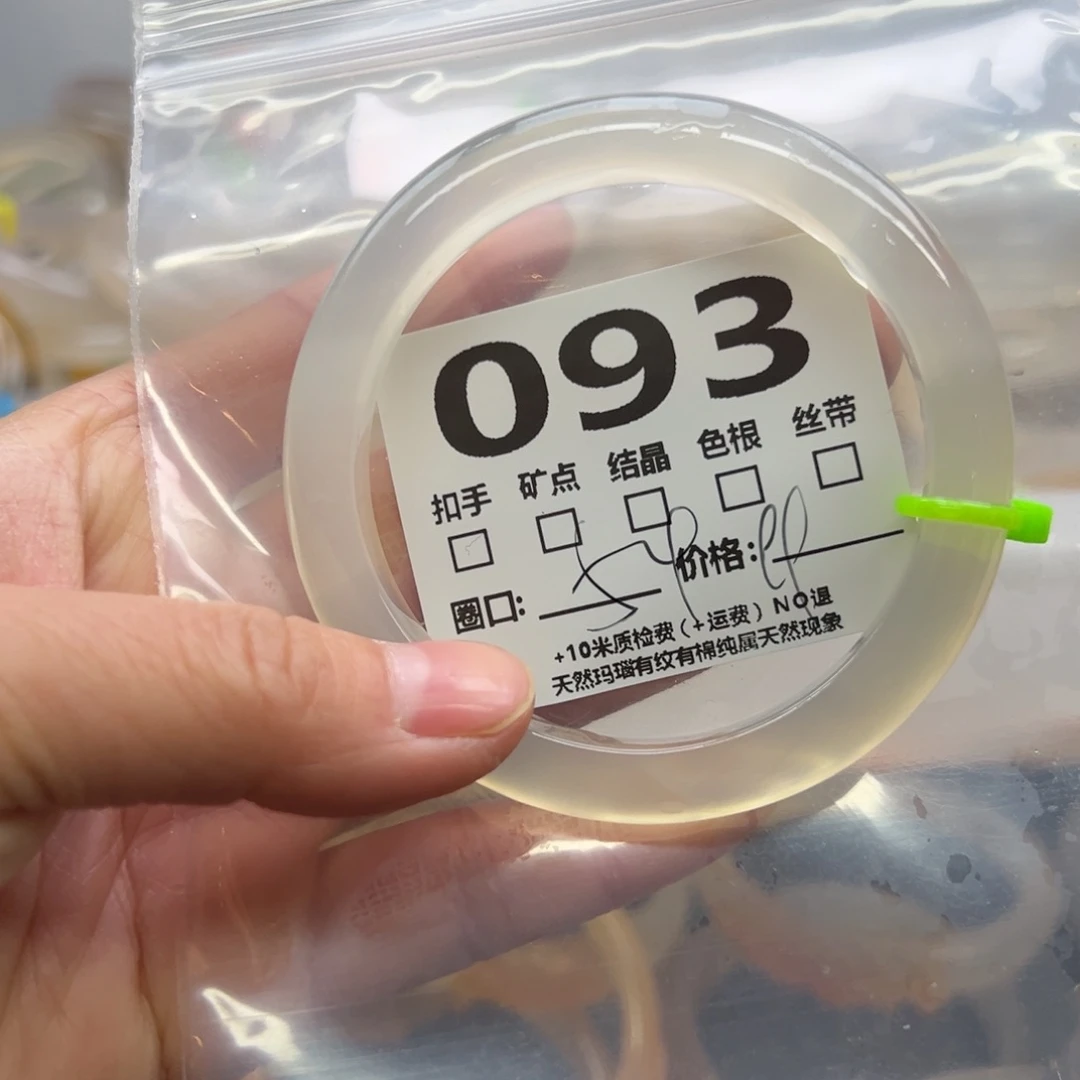 093
扣手 矿点 结晶 色根 丝带
圈口: 价格:
+10米质检费(+运费) NO退
天然玛瑙有纹有棉纯属天然现象